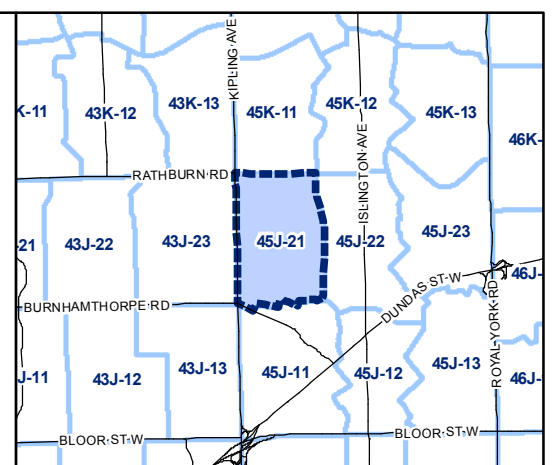 KIPLING AVE
43K-13
45K-12
K-11
43K-12
45K-11
45K-13
46K-
ISLINGTON AVE
RATHBURN RD
21
43J-22
43J-23
45J-21
45J-22
45J-23
46J-
DUNDAS ST W
BURNHAMTHORPE RD
ROYAL YORK RD
J-11
43J-12
43J-13
45J-11
45J-12
45J-13
46J-
BLOOR ST W
BLOOR ST W